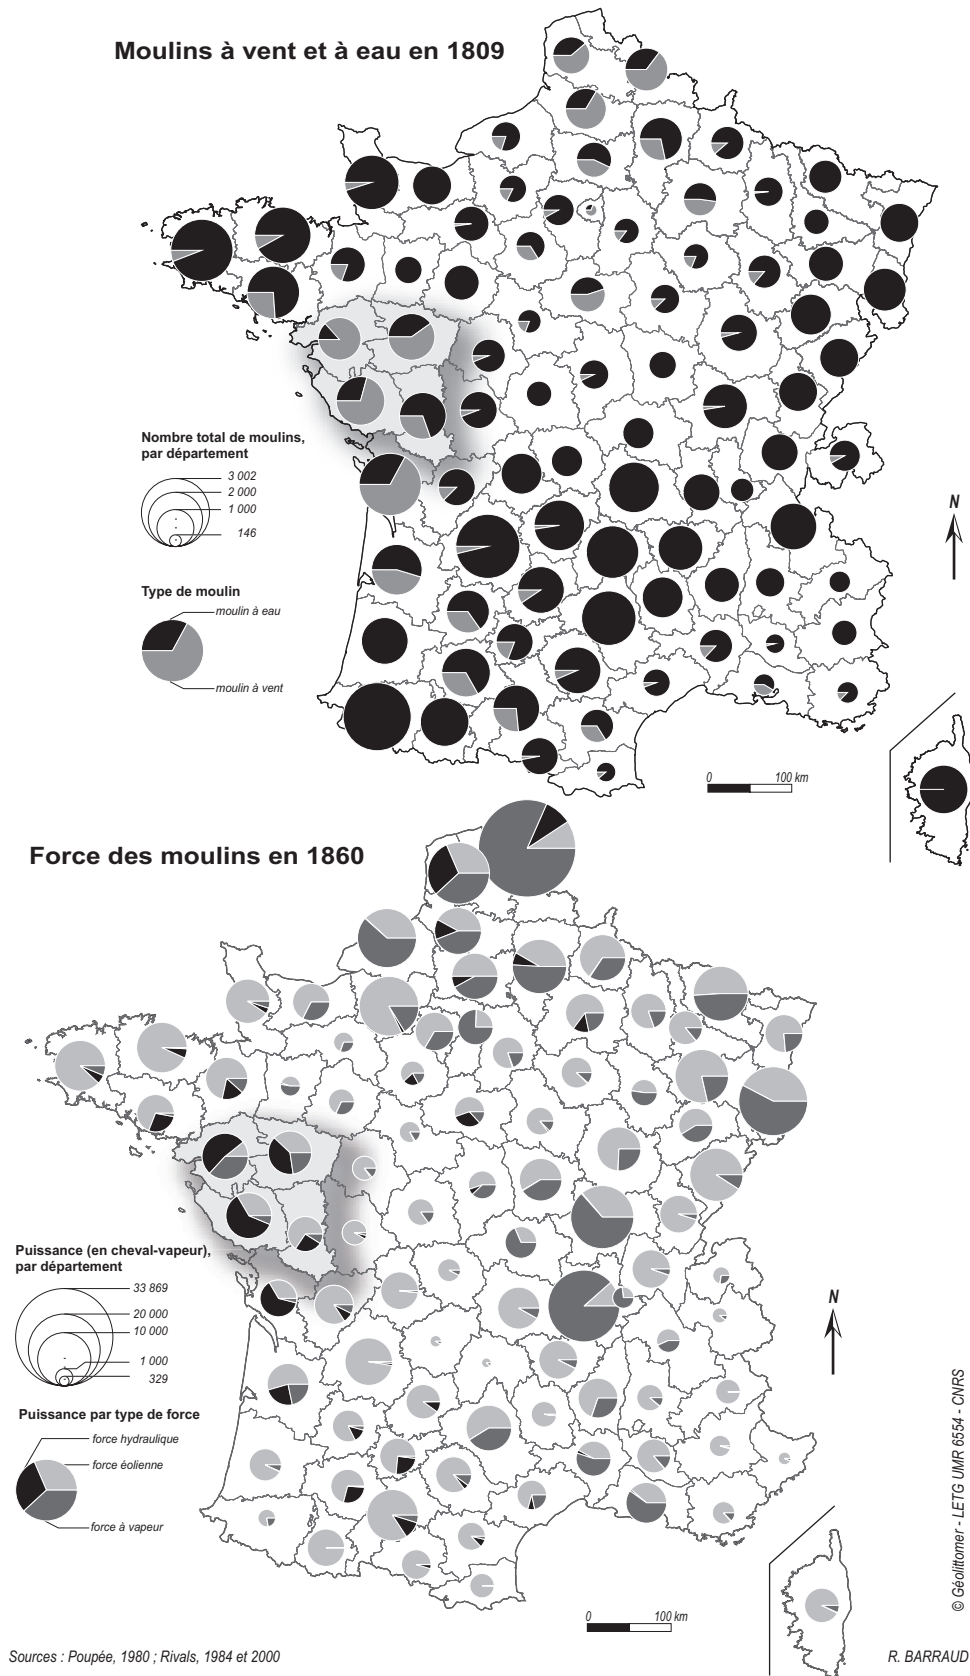 Moulins à vent et à eau en 1809
Nombre total de moulins,
par département
3 002
2 000
1 000
146
Type de moulin
moulin à eau
moulin à vent
N
0 100 km
Force des moulins en 1860
Puissance (en cheval-vapeur),
par département
33 869
20 000
10 000
1 000
329
Puissance par type de force
force hydraulique
force éolienne
force à vapeur
N
0 100 km
© Géolittomer - LETG UMR 6554 - CNRS
Sources : Poupée, 1980 ; Rivals, 1984 et 2000
R. BARRAUD